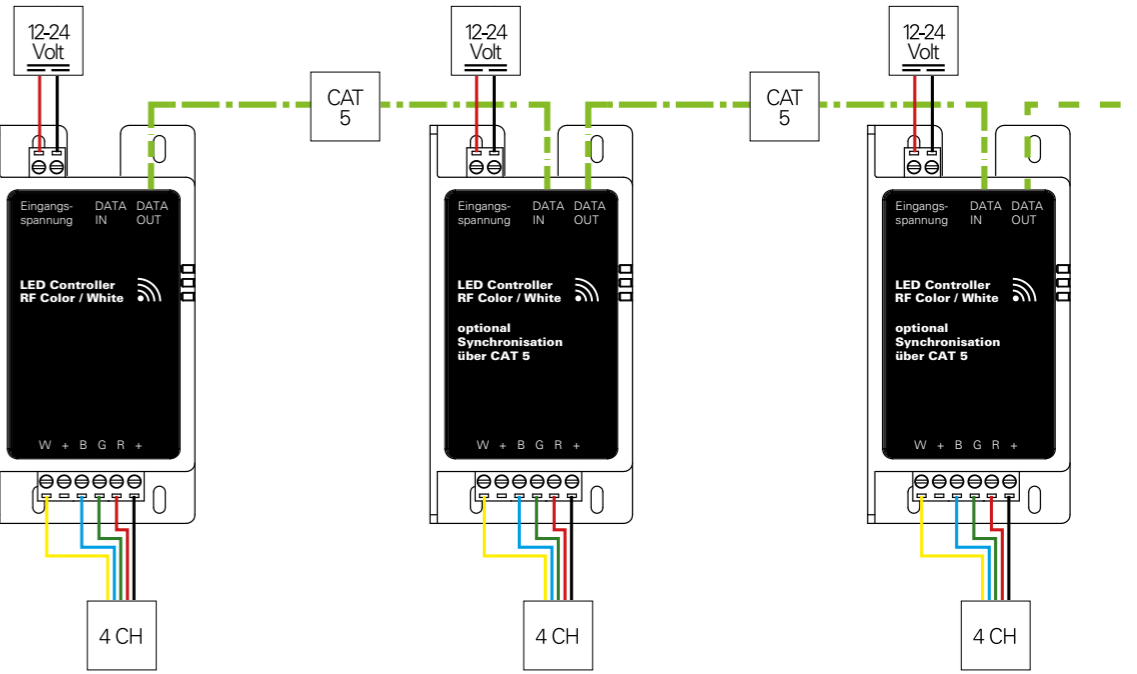 12-24
Volt
CAT
5
12-24
Volt
CAT
5
12-24
Volt
Eingangs-
spannung
DATA
IN
DATA
OUT
LED Controller
RF Color / White
W + B G R +
4 CH
Eingangs-
spannung
DATA
IN
DATA
OUT
LED Controller
RF Color / White
optional
Synchronisation
über CAT 5
W + B G R +
4 CH
Eingangs-
spannung
DATA
IN
DATA
OUT
LED Controller
RF Color / White
optional
Synchronisation
über CAT 5
W + B G R +
4 CH